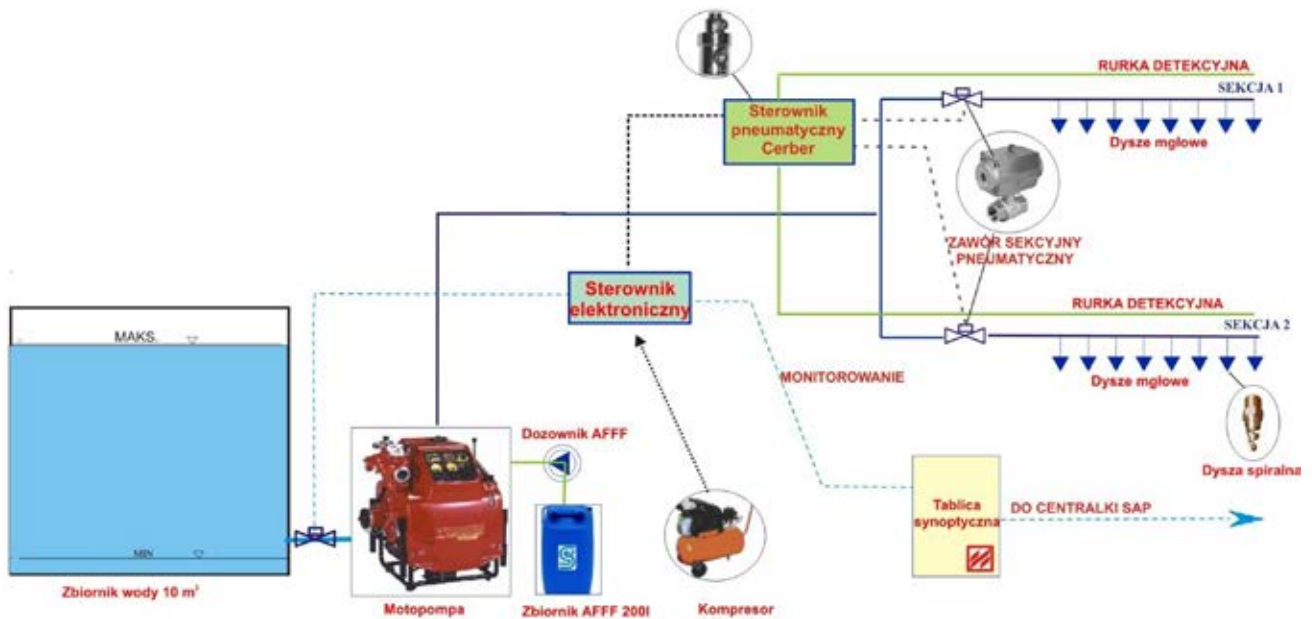 RURKA DETEKCYJNA
SEKCJA 1
Sterownik
pneumatyczny
Cerber
Dysze mgłowe
ZAWÓR SEKCYJNY
PNEUMATYCZNY
Sterownik
elektroniczny
RURKA DETEKCYJNA
SEKCJA 2
MAKS.
MONITOROWANIE
Dysze mgłowe
Dozownik AFFF
Dysza spiralna
Tablica
synoptyczna
DO CENTRALKI SAP
MIN
Zbiornik wody 10 m³
Motopompa
Zbiornik AFFF 200l
Kompresor